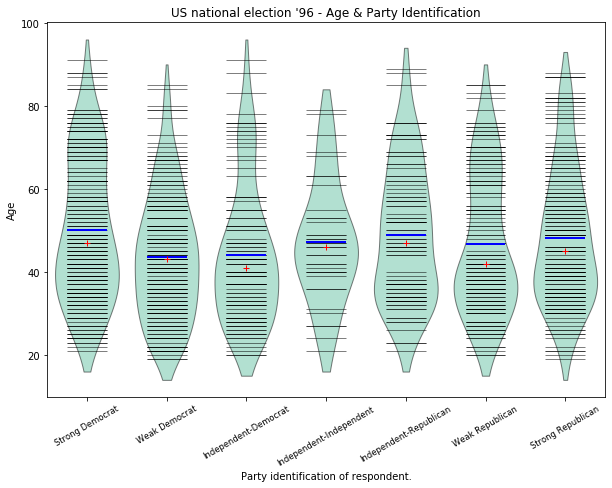 US national election '96 - Age & Party Identification
100
80
60
40
20
Age
Strong Democrat
Weak Democrat
Independent-Democrat
Independent-Independent
Independent-Republican
Weak Republican
Strong Republican
Party identification of respondent.